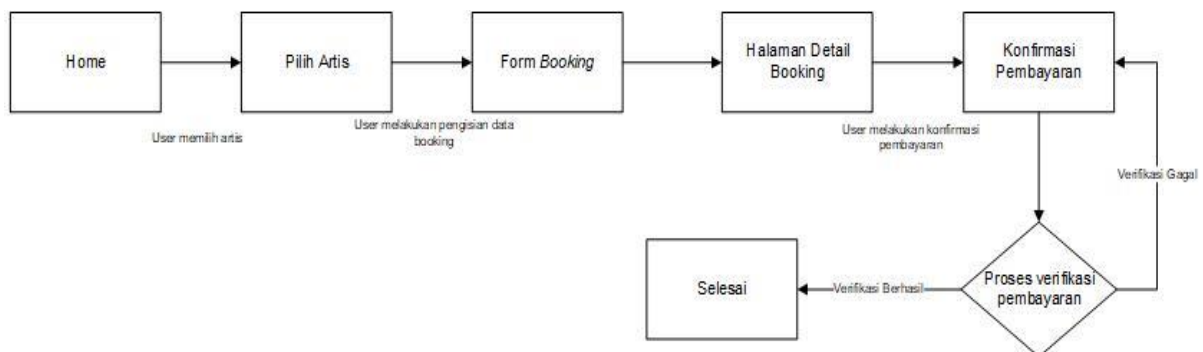 Home
Pilih Artis
Form Booking
Halaman Detail
Booking
Konfirmasi
Pembayaran
User memilih artis
User melakukan pengisian data
booking
User melakukan konfirmasi
pembayaran
Verifikasi Gagal
Selesai
Verifikasi Berhasil
Proses verifikasi
pembayaran